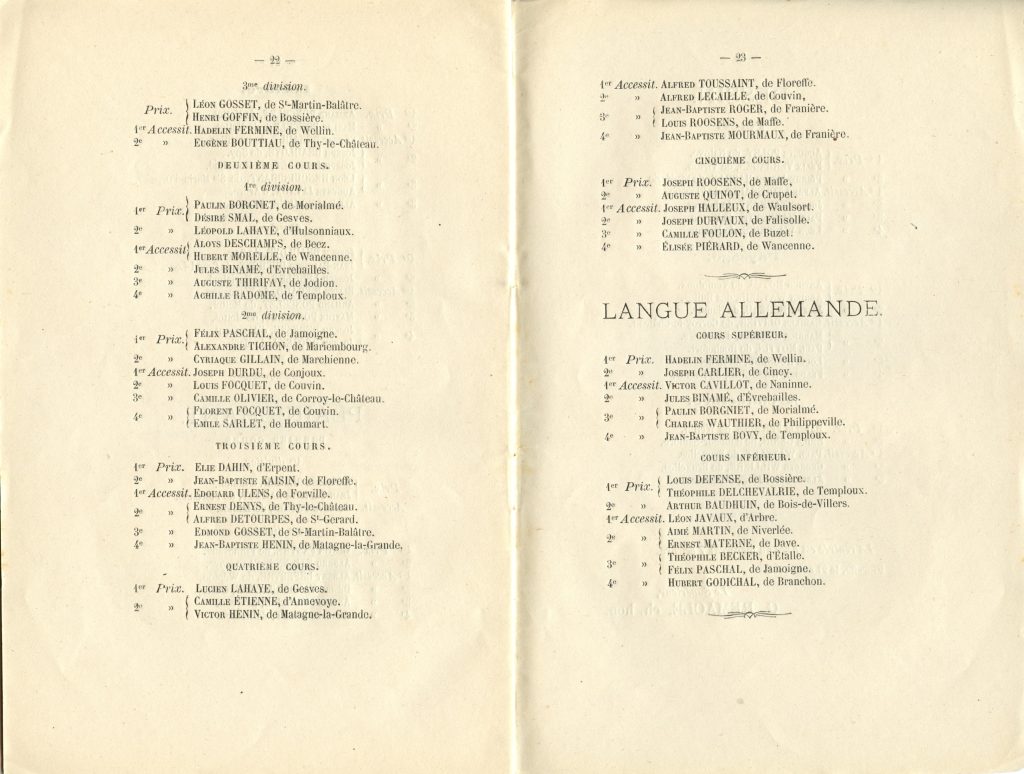 — 22 —
3me division.
Prix. { LÉON GOSSET, de St-Martin-Balâtre.
HENRI GOFFIN, de Bossière.
1er Accessit. HADELIN FERMINE, de Wellin.
2e » EUGÈNE BOUTTIAU, de Thy-le-Château.
DEUXIÈME COURS.
1re division.
1er Prix. { PAULIN BORGNET, de Morialmé.
DÉSIRÉ SMAL, de Gesves.
2e » LÉOPOLD LAHAYE, d'Hulsonniaux.
1er Accessit { ALOYS DESCHAMPS, de Beez.
HUBERT MORELLE, de Wancenne.
2e » JULES BINAMÉ, d'Evrehailles.
3e » AUGUSTE THIRIFAY, de Jodion.
4e » ACHILLE RADOME, de Temploux.
2me division.
1er Prix. { FÉLIX PASCHAL, de Jamoigne.
ALEXANDRE TICHON, de Mariembourg.
2e » CYRIAQUE GILLAIN, de Marchienne.
1er Accessit. JOSEPH DURDU, de Conjoux.
2e » LOUIS FOCQUET, de Couvin.
3e » CAMILLE OLIVIER, de Corroy-le-Château.
4e » { FLORENT FOCQUET, de Couvin.
EMILE SARLET, de Houmart.
TROISIÈME COURS.
1er Prix. ELIE DAHIN, d'Erpent.
2e » JEAN-BAPTISTE KAISIN, de Floreffe.
1er Accessit. EDOUARD ULENS, de Forville.
2e » { ERNEST DENYS, de Thy-le-Château.
ALFRED DETOURPES, de St-Gerard.
3e » EDMOND GOSSET, de St-Martin-Balâtre.
4e » JEAN-BAPTISTE HENIN, de Matagne-la-Grande.
QUATRIÈME COURS.
1er Prix. LUCIEN LAHAYE, de Gesves.
2e » { CAMILLE ÉTIENNE, d'Annevoye.
VICTOR HENIN, de Matagne-la-Grande.
— 23 —
1er Accessit. ALFRED TOUSSAINT, de Floreffe.
2e » ALFRED LECAILLE, de Couvin,
3e » { JEAN-BAPTISTE ROGER, de Franière.
LOUIS ROOSENS, de Maffe.
4e » JEAN-BAPTISTE MOURMAUX, de Franière.
CINQUIÈME COURS.
1er Prix. JOSEPH ROOSENS, de Maffe,
2e » AUGUSTE QUINOT, de Crupet.
1er Accessit. JOSEPH HALLEUX, de Waulsort.
2e » JOSEPH DURVAUX, de Falisolle.
3e » CAMILLE FOULON, de Buzet.
4e » ÉLISÉE PIÉRARD, de Wancenne.
LANGUE ALLEMANDE.
COURS SUPÉRIEUR.
1er Prix. HADELIN FERMINE, de Wellin.
2e » JOSEPH CARLIER, de Ciney.
1er Accessit. VICTOR CAVILLOT, de Naninne.
2e » JULES BINAMÉ, d'Évrehailles.
3e » { PAULIN BORGNIET, de Morialmé.
CHARLES WAUTHIER, de Philippeville.
4e » JEAN-BAPTISTE BOVY, de Temploux.
COURS INFÉRIEUR.
1er Prix. { LOUIS DEFENSE, de Bossière.
THÉOPHILE DELCHEVALRIE, de Temploux.
2e » ARTHUR BAUDHUIN, de Bois-de-Villers.
1er Accessit. LÉON JAVAUX, d'Arbre.
2e » { AIMÉ MARTIN, de Niverlée.
ERNEST MATERNE, de Dave.
3e » { THÉOPHILE BECKER, d'Étalle.
FÉLIX PASCHAL, de Jamoigne.
4e » HUBERT GODICHAL, de Branchon.